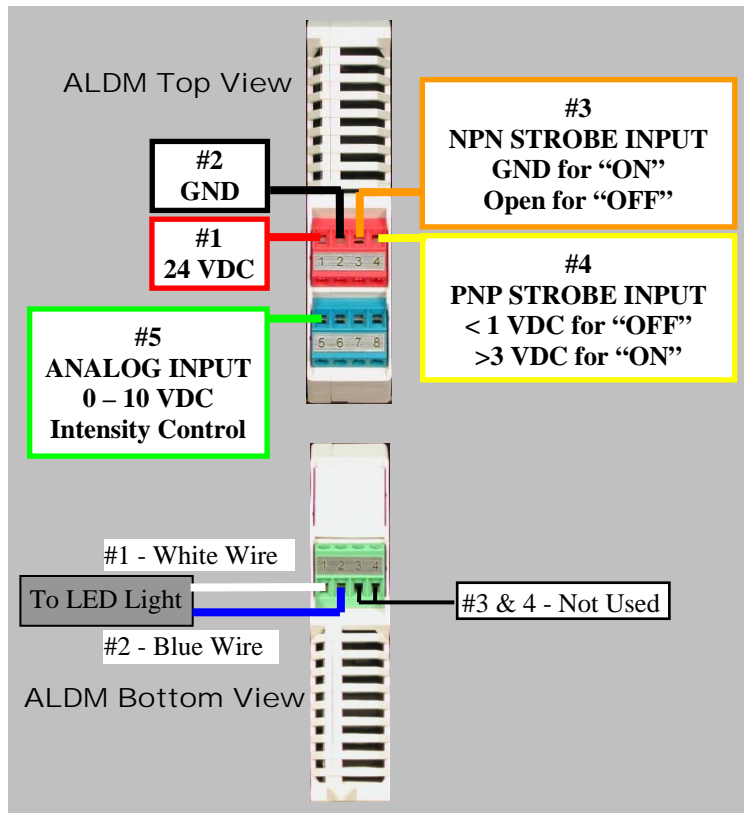 ALDM Top View
#3
NPN STROBE INPUT
GND for “ON”
Open for “OFF”
#2
GND
#1
24 VDC
#4
PNP STROBE INPUT
< 1 VDC for “OFF”
>3 VDC for “ON”
1 2 3 4
#5
ANALOG INPUT
0 – 10 VDC
Intensity Control
5 6 7 8
#1 - White Wire
1 2 3 4
To LED Light
#3 & 4 - Not Used
#2 - Blue Wire
ALDM Bottom View